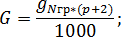 G = g_{Nгр*(p+2)} / 1000;